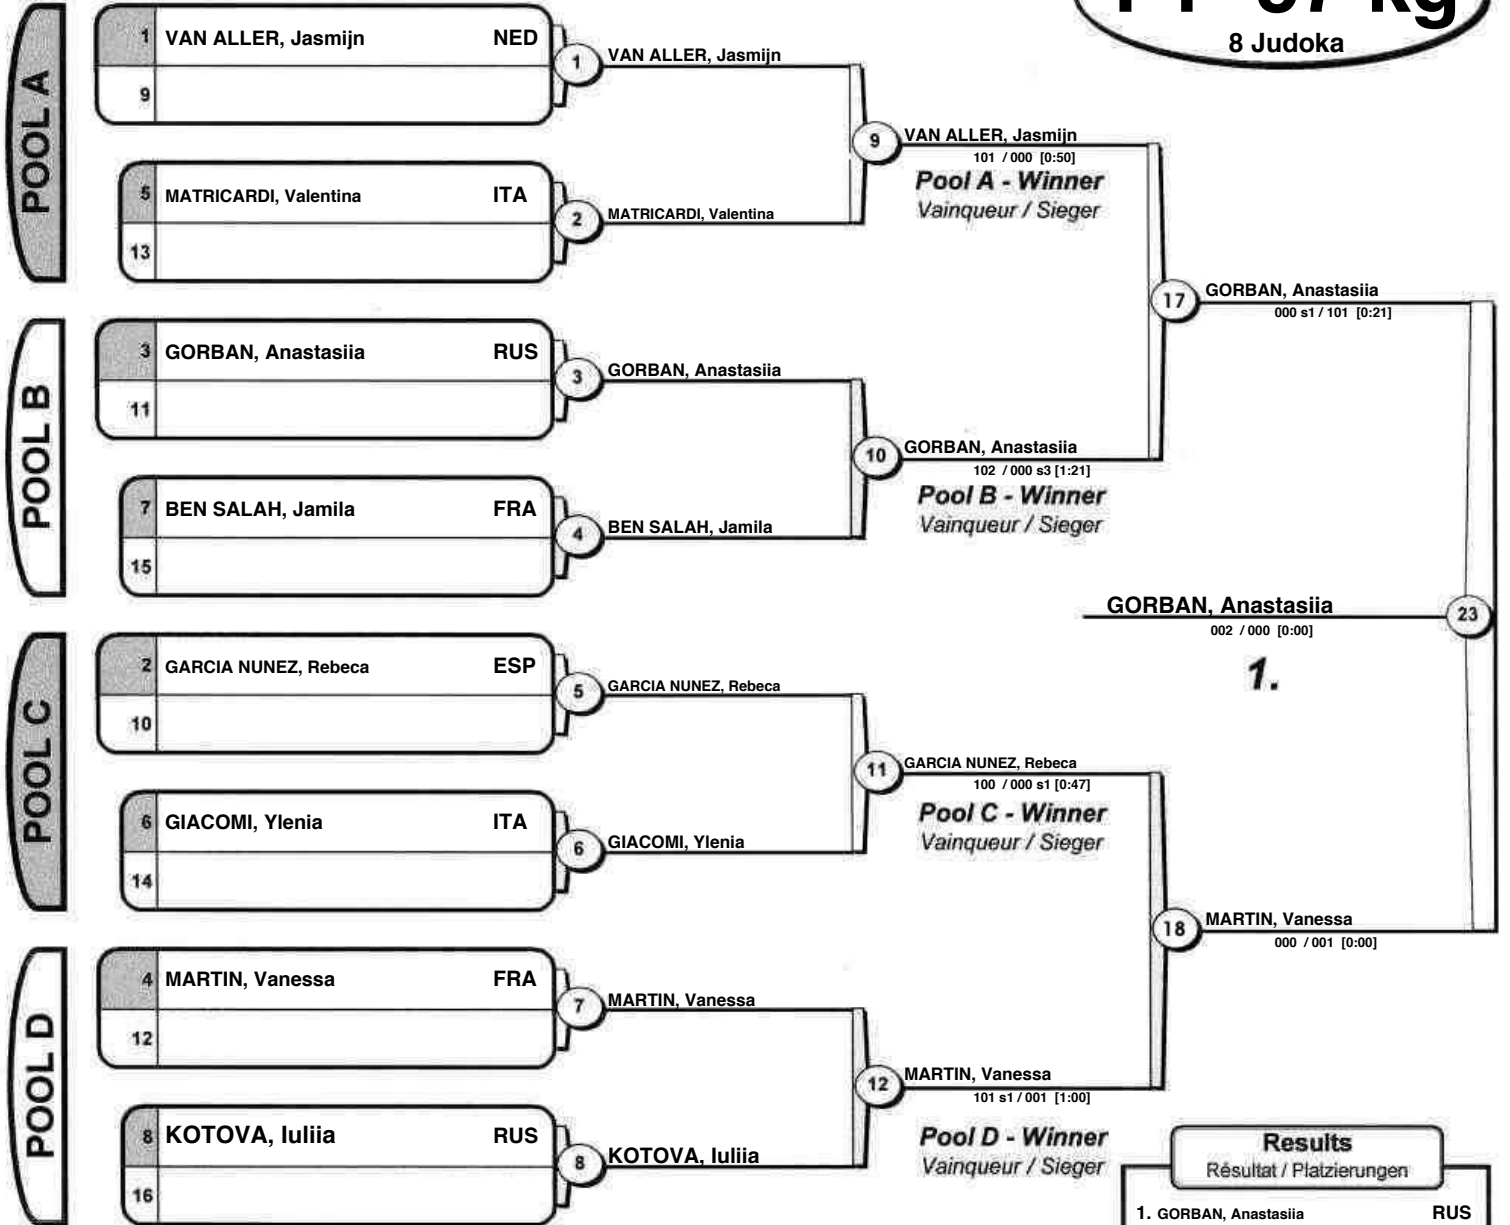 57 kg
8 Judoka
POOL A
1 VAN ALLER, Jasmijn NED
9
5 MATRICARDI, Valentina ITA
13
1 VAN ALLER, Jasmijn
2 MATRICARDI, Valentina
9 VAN ALLER, Jasmijn
101 / 000 [0:50]
Pool A - Winner
Vainqueur / Sieger
POOL B
3 GORBAN, Anastasiia RUS
11
7 BEN SALAH, Jamila FRA
15
3 GORBAN, Anastasiia
4 BEN SALAH, Jamila
10 GORBAN, Anastasiia
102 / 000 s3 [1:21]
Pool B - Winner
Vainqueur / Sieger
17 GORBAN, Anastasiia
000 s1 / 101 [0:21]
GORBAN, Anastasiia 23
002 / 000 [0:00]
1.
POOL C
2 GARCIA NUNEZ, Rebeca ESP
10
6 GIACOMI, Ylenia ITA
14
5 GARCIA NUNEZ, Rebeca
6 GIACOMI, Ylenia
11 GARCIA NUNEZ, Rebeca
100 / 000 s1 [0:47]
Pool C - Winner
Vainqueur / Sieger
18 MARTIN, Vanessa
000 / 001 [0:00]
POOL D
4 MARTIN, Vanessa FRA
12
8 KOTOVA, Iuliia RUS
16
7 MARTIN, Vanessa
8 KOTOVA, Iuliia
12 MARTIN, Vanessa
101 s1 / 001 [1:00]
Pool D - Winner
Vainqueur / Sieger
Results
Résultat / Platzierungen
1. GORBAN, Anastasiia RUS